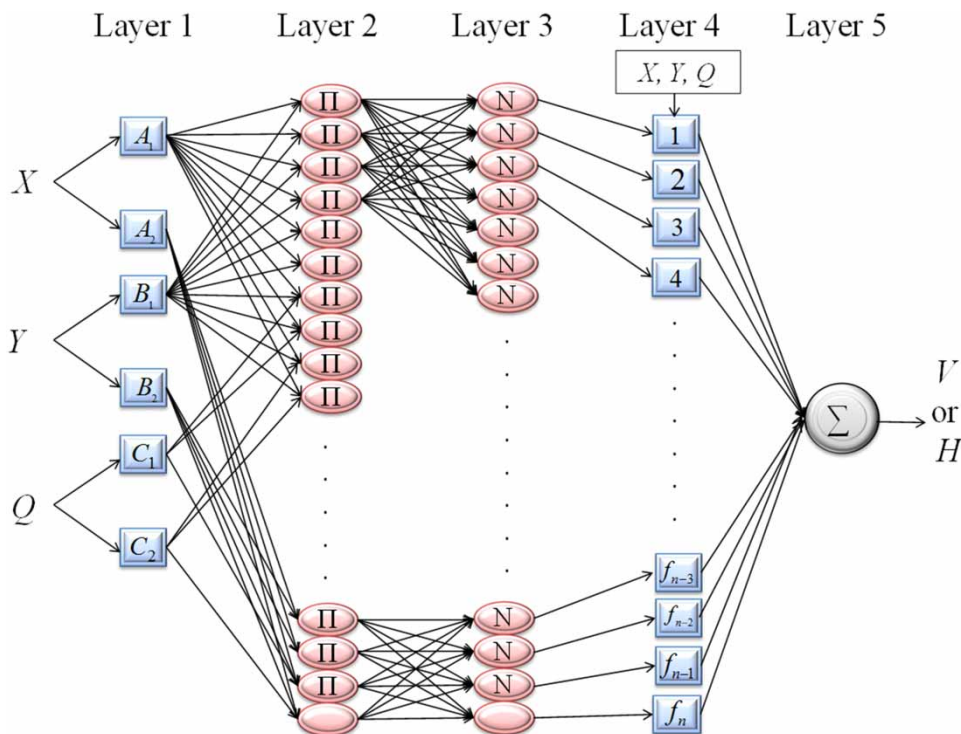 Layer 1 Layer 2 Layer 3 Layer 4 Layer 5
X, Y, Q
X
Y
Q
A1
A2
B1
B2
C1
C2
Π
Π
Π
Π
Π
Π
Π
Π
Π
Π
Π
Π
Π
N
N
N
N
N
N
N
N
N
N
1
2
3
4
fn−3
fn−2
fn−1
fn
Σ
V
or
H